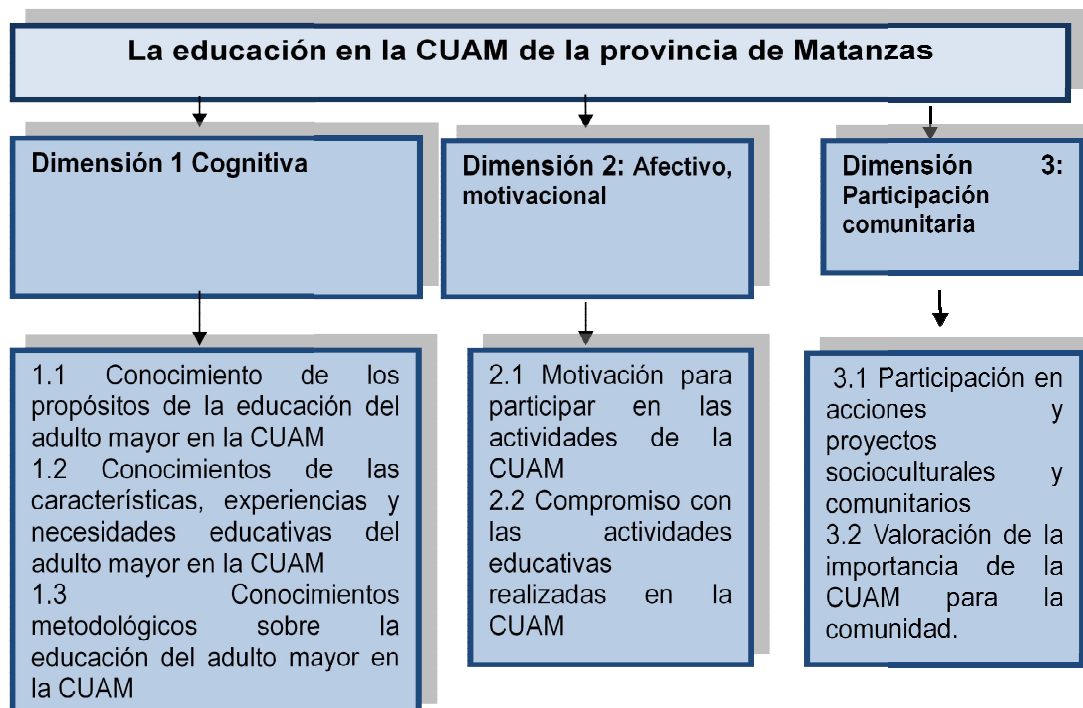 La educación en la CUAM de la provincia de Matanzas
Dimensión 1 Cognitiva
Dimensión 2: Afectivo,
motivacional
Dimensión 3:
Participación
comunitaria
1.1 Conocimiento de los
propósitos de la educación del
adulto mayor en la CUAM
1.2 Conocimientos de las
características, experiencias y
necesidades educativas del
adulto mayor en la CUAM
1.3 Conocimientos
metodológicos sobre la
educación del adulto mayor en
la CUAM
2.1 Motivación para
participar en las
actividades de la
CUAM
2.2 Compromiso con
las actividades
educativas
realizadas en la
CUAM
3.1 Participación en
acciones y
proyectos
socioculturales y
comunitarios
3.2 Valoración de la
importancia de la
CUAM para la
comunidad.